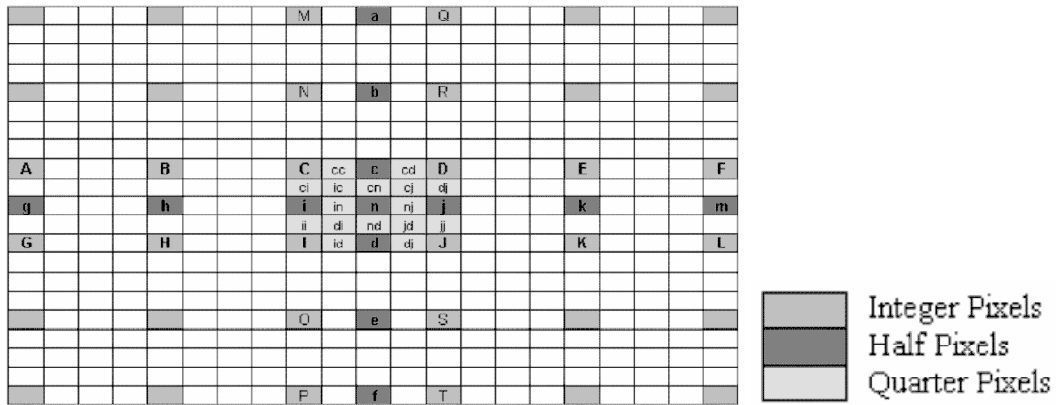 M a Q
N b R
A B C cc c cd D E F
ci ic cn cj dj
g h i in n nj j k m
ii di nd jd jj
G H I id d dj J K L
O e S
P f T
Integer Pixels
Half Pixels
Quarter Pixels